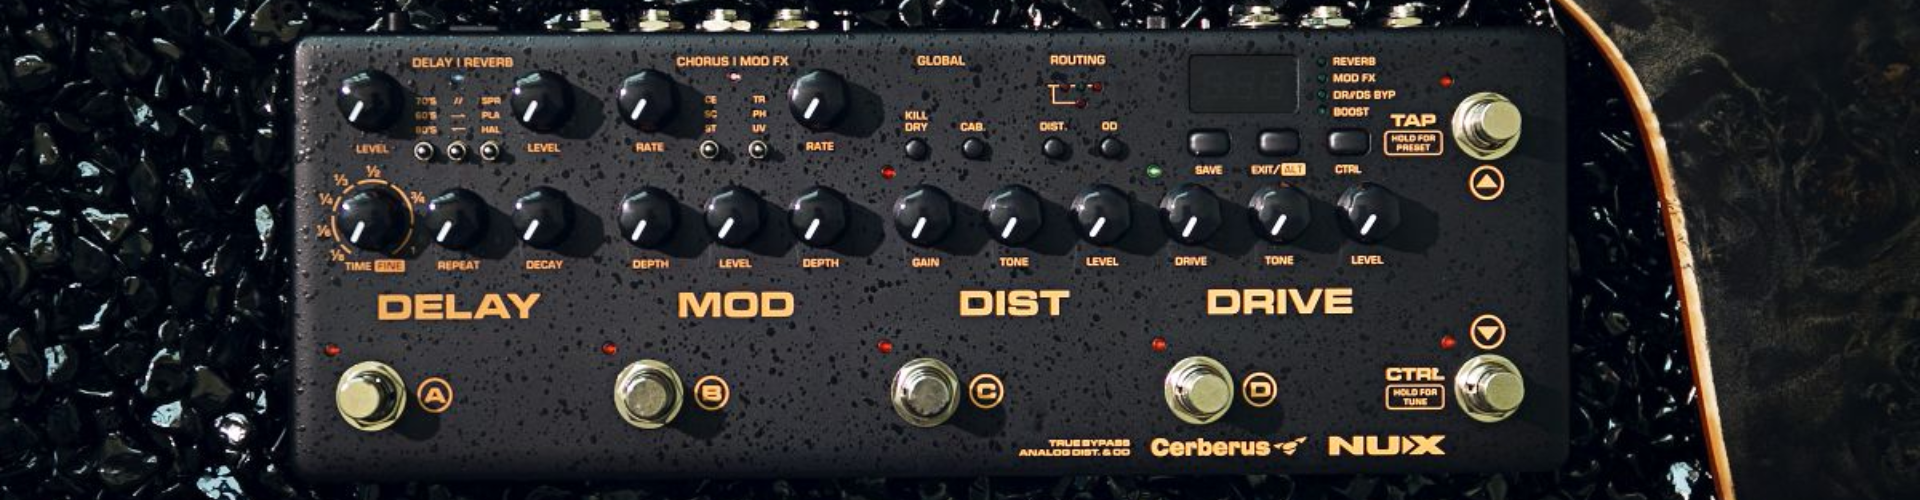 DELAY | REVERB
CHORUS | MOD FX
GLOBAL
ROUTING
REVERB
MOD FX
DR/DS BYP
BOOST
70'S // SPR
60'S — PLA
80'S HAL
CE TR
SC PH
ST UV
KILL
DRY
CAB.
DIST.
OD
TAP
HOLD FOR
PRESET
LEVEL
LEVEL
RATE
RATE
SAVE
EXIT/ALT
CTRL
1/8
1/6
1/4
1/3
1/2
3/4
1
TIME FINE
REPEAT
DECAY
DEPTH
LEVEL
DEPTH
GAIN
TONE
LEVEL
DRIVE
TONE
LEVEL
DELAY
MOD
DIST
DRIVE
A
B
C
D
CTRL
HOLD FOR
TUNE
TRUE BYPASS
ANALOG DIST. & OD
Cerberus
NUX